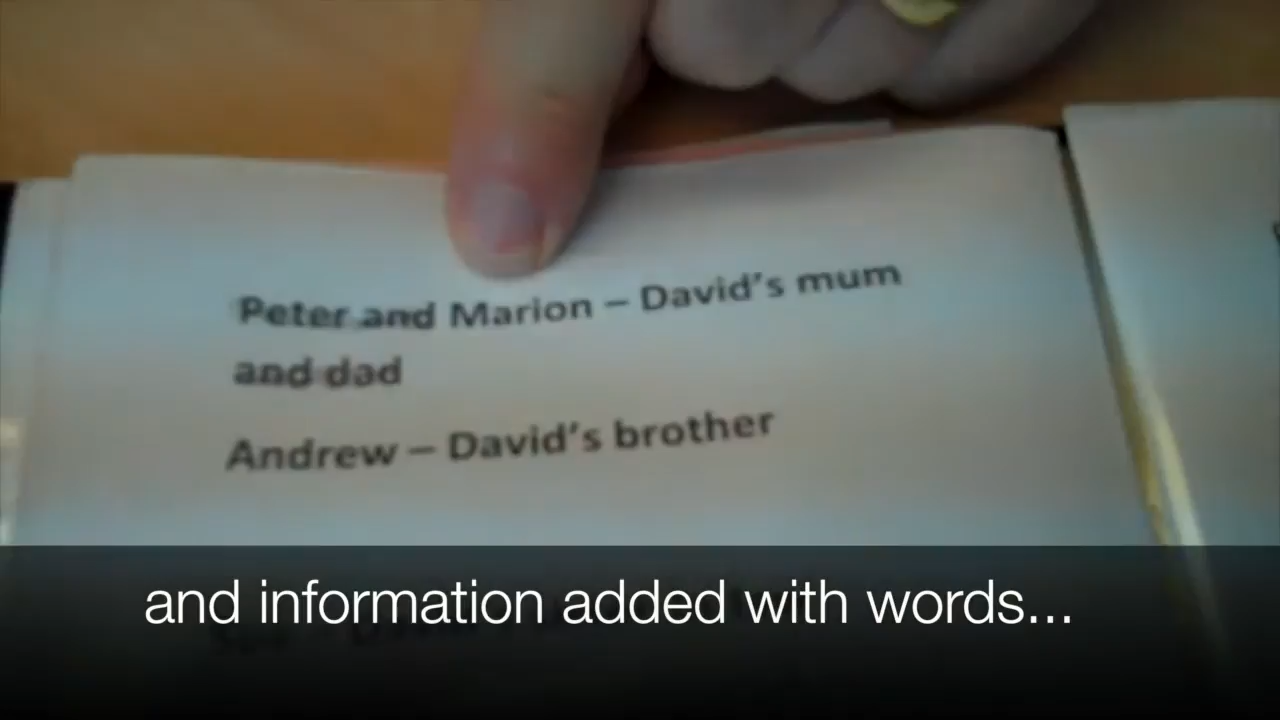 Peter and Marion – David's mum
and dad
Andrew – David's brother
and information added with words...